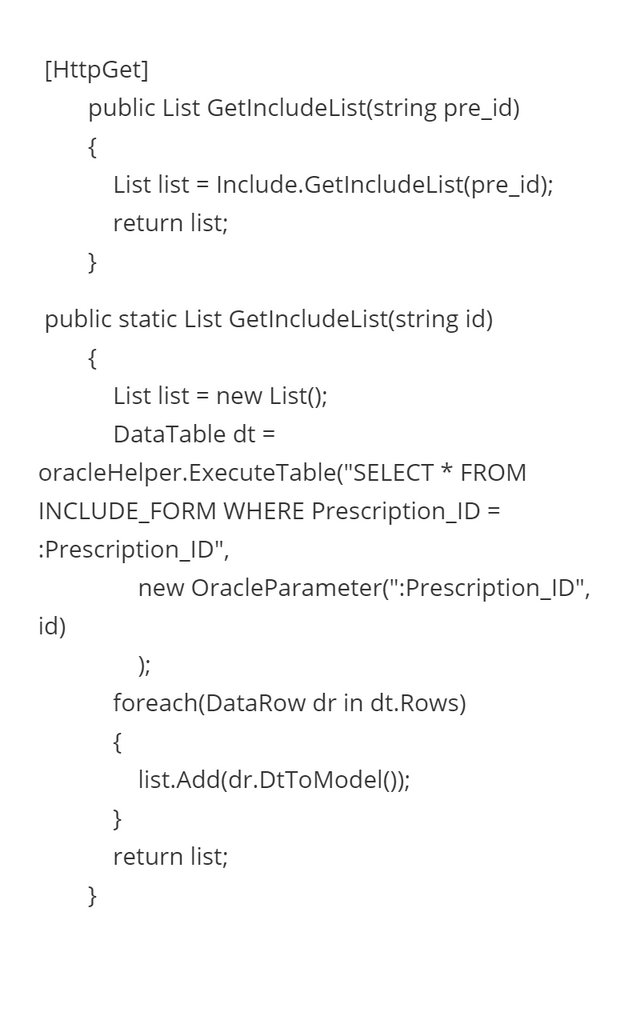 [HttpGet]
public List GetIncludeList(string pre_id)
{
List list = Include.GetIncludeList(pre_id);
return list;
}
public static List GetIncludeList(string id)
{
List list = new List();
DataTable dt =
oracleHelper.ExecuteTable("SELECT * FROM
INCLUDE_FORM WHERE Prescription_ID =
:Prescription_ID",
new OracleParameter(":Prescription_ID",
id)
);
foreach(DataRow dr in dt.Rows)
{
list.Add(dr.DtToModel());
}
return list;
}